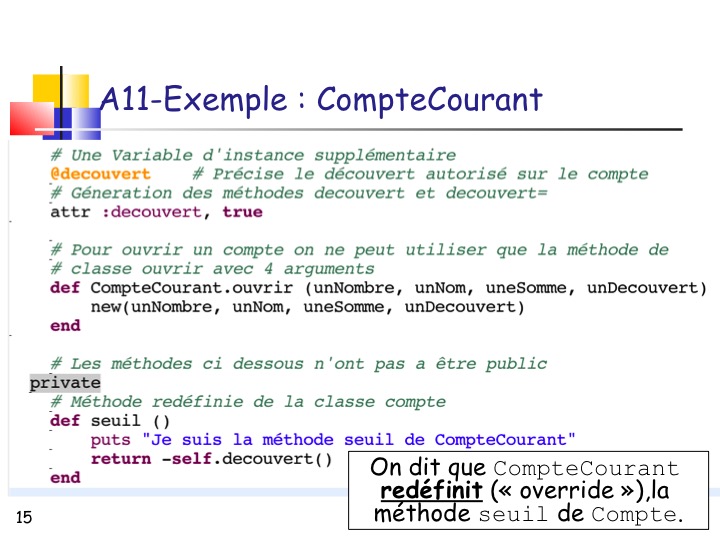 A11-Exemple : CompteCourant
# Une Variable d'instance supplémentaire
@decouvert    # Précise le découvert autorisé sur le compte
# Géneration des méthodes decouvert et decouvert=
attr :decouvert, true
# Pour ouvrir un compte on ne peut utiliser que la méthode de
# classe ouvrir avec 4 arguments
def CompteCourant.ouvrir (unNombre, unNom, uneSomme, unDecouvert)
    new(unNombre, unNom, uneSomme, unDecouvert)
end
# Les méthodes ci dessous n'ont pas a être public
private
# Méthode redéfinie de la classe compte
def seuil ()
    puts "Je suis la méthode seuil de CompteCourant"
    return -self.decouvert()
end
On dit que CompteCourant
redéfinit (« override »),la
méthode seuil de Compte.
15